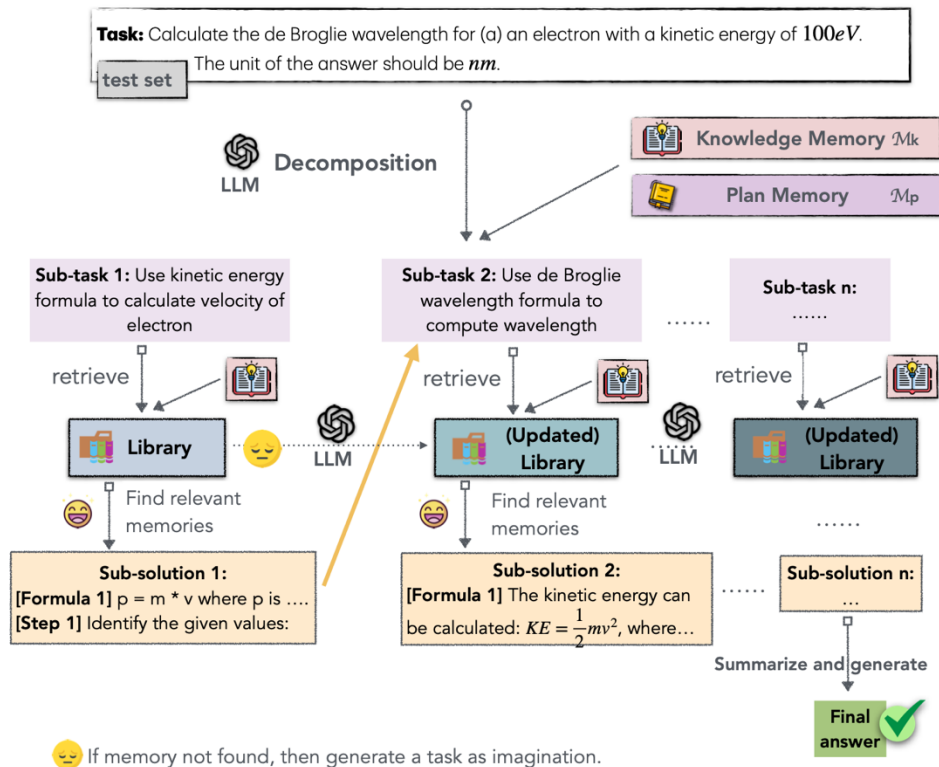 Task: Calculate the de Broglie wavelength for (a) an electron with a kinetic energy of 100eV.
The unit of the answer should be nm.
test set
LLM
Decomposition
Knowledge Memory Mk
Plan Memory Mp
Sub-task 1: Use kinetic energy
formula to calculate velocity of
electron
Sub-task 2: Use de Broglie
wavelength formula to
compute wavelength
......
Sub-task n:
......
retrieve
retrieve
retrieve
Library
LLM
(Updated)
Library
......
LLM
(Updated)
Library
Find relevant
memories
Find relevant
memories
......
Sub-solution 1:
[Formula 1] p = m * v where p is ....
[Step 1] Identify the given values:
Sub-solution 2:
[Formula 1] The kinetic energy can
be calculated: KE = 1/2 mv², where...
......
Sub-solution n:
...
Summarize and generate
Final
answer
If memory not found, then generate a task as imagination.